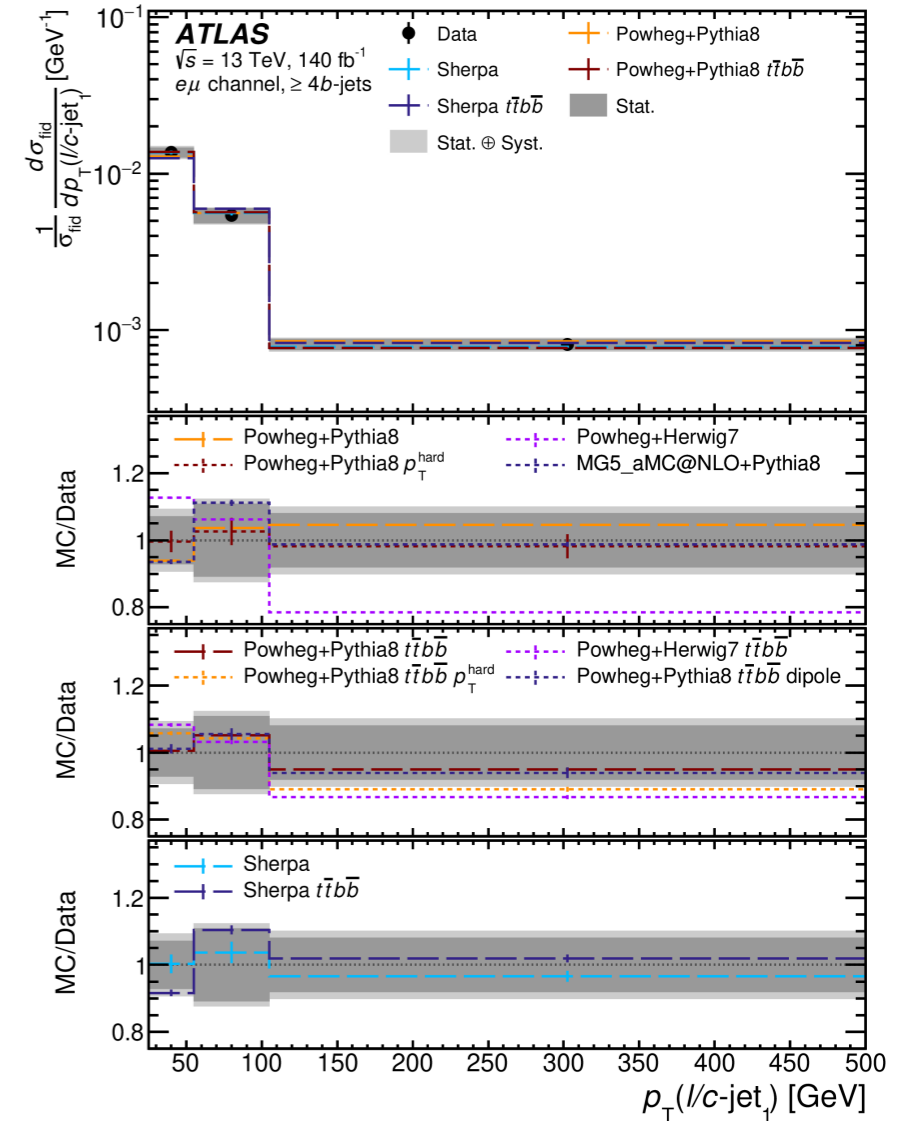 ATLAS
√s = 13 TeV, 140 fb⁻¹
eμ channel, ≥ 4b-jets
Data
Powheg+Pythia8
Sherpa
Powheg+Pythia8 tt̅bb̅
Sherpa tt̅bb̅
Stat.
Stat. ⊕ Syst.
1/σ_fid dσ_fid/dp_T(l/c-jet₁) [GeV⁻¹]
10⁻¹
10⁻²
10⁻³
Powheg+Pythia8
Powheg+Herwig7
Powheg+Pythia8 p_T^hard
MG5_aMC@NLO+Pythia8
MC/Data
1.2
1
0.8
Powheg+Pythia8 tt̅bb̅
Powheg+Herwig7 tt̅bb̅
Powheg+Pythia8 tt̅bb̅ p_T^hard
Powheg+Pythia8 tt̅bb̅ dipole
MC/Data
1.2
1
0.8
Sherpa
Sherpa tt̅bb̅
MC/Data
1.2
1
0.8
50 100 150 200 250 300 350 400 450 500
p_T(l/c-jet₁) [GeV]